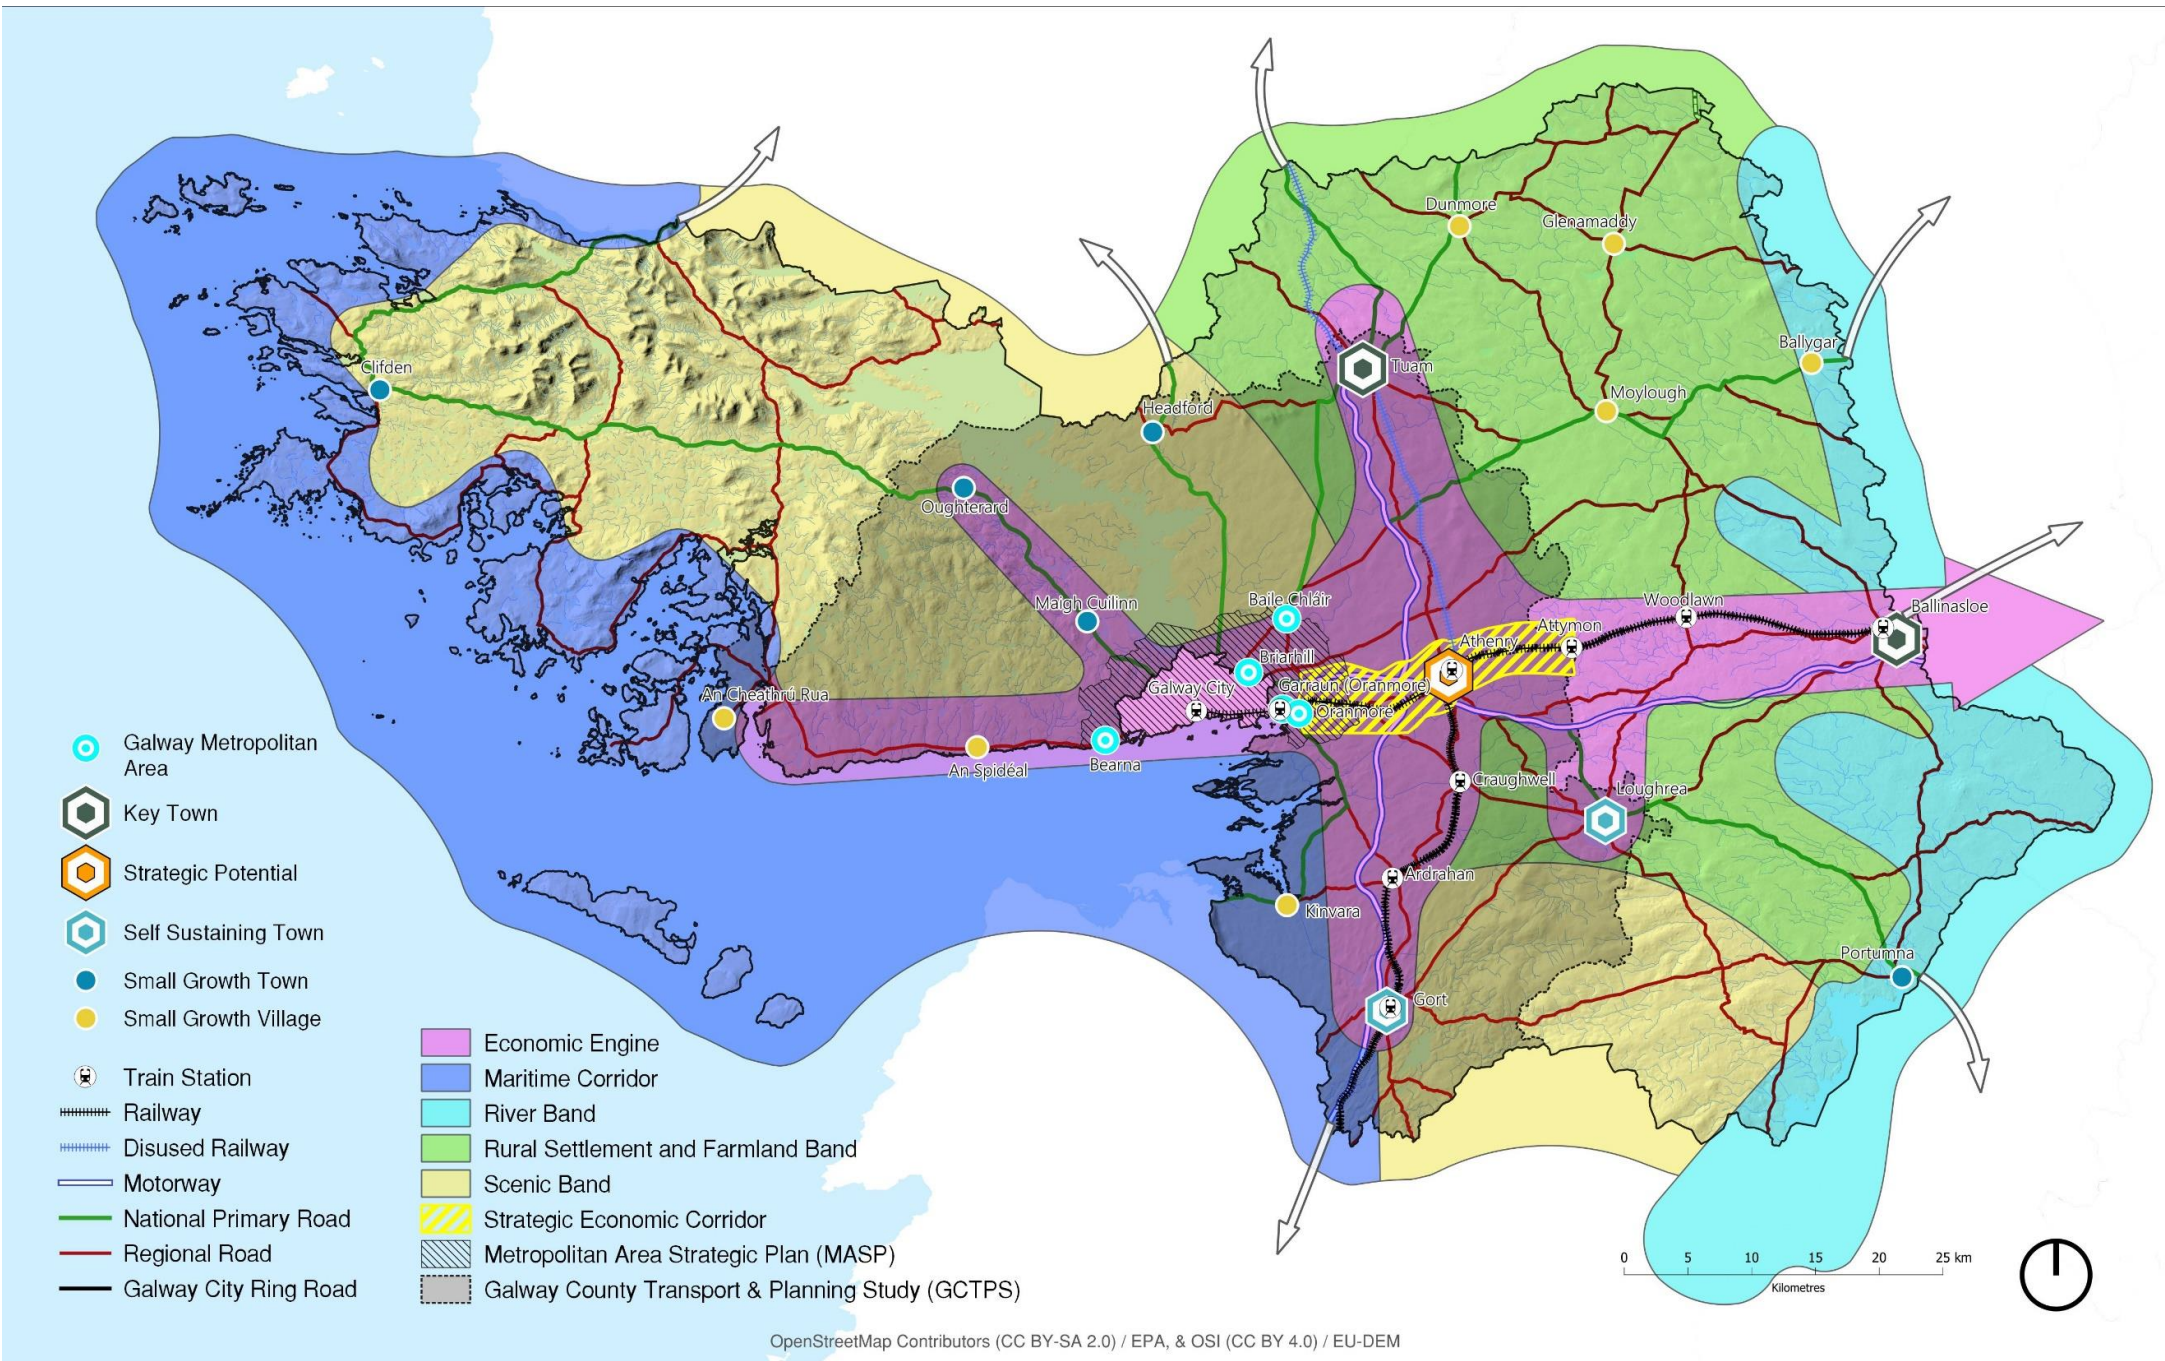 Dunmore
Glenamaddy
Ballygar
Clifden
Tuam
Moylough
Headford
Oughterard
Maigh Cuilinn
Baile Chláir
Woodlawn
Ballinasloe
Attymon
Athenry
Briarhill
Galway City
Garraun (Oranmore)
Oranmore
An Cheathrú Rua
An Spidéal
Bearna
Craughwell
Loughrea
Ardrahan
Kinvara
Portumna
Gort
Galway Metropolitan
Area
Key Town
Strategic Potential
Self Sustaining Town
Small Growth Town
Small Growth Village
Train Station
Railway
Disused Railway
Motorway
National Primary Road
Regional Road
Galway City Ring Road
Economic Engine
Maritime Corridor
River Band
Rural Settlement and Farmland Band
Scenic Band
Strategic Economic Corridor
Metropolitan Area Strategic Plan (MASP)
Galway County Transport & Planning Study (GCTPS)
0 5 10 15 20 25 km
Kilometres
OpenStreetMap Contributors (CC BY-SA 2.0) / EPA, & OSI (CC BY 4.0) / EU-DEM